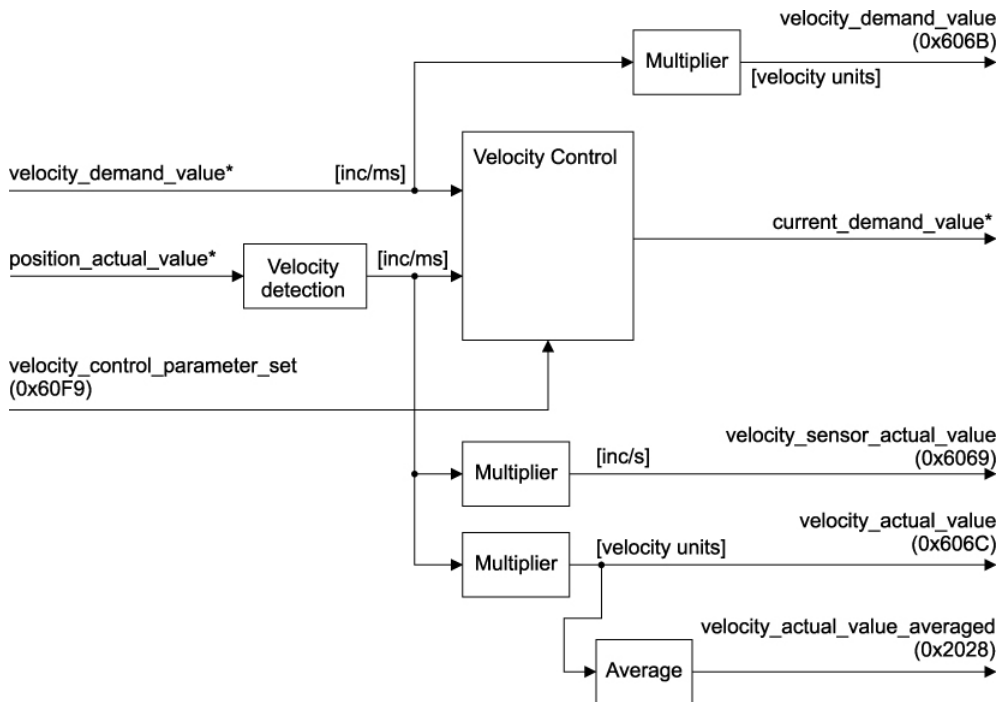 velocity_demand_value
(0x606B)
Multiplier
[velocity units]
Velocity Control
velocity_demand_value*
[inc/ms]
current_demand_value*
position_actual_value*
Velocity
detection
[inc/ms]
velocity_control_parameter_set
(0x60F9)
velocity_sensor_actual_value
(0x6069)
Multiplier
[inc/s]
velocity_actual_value
(0x606C)
Multiplier
[velocity units]
velocity_actual_value_averaged
(0x2028)
Average